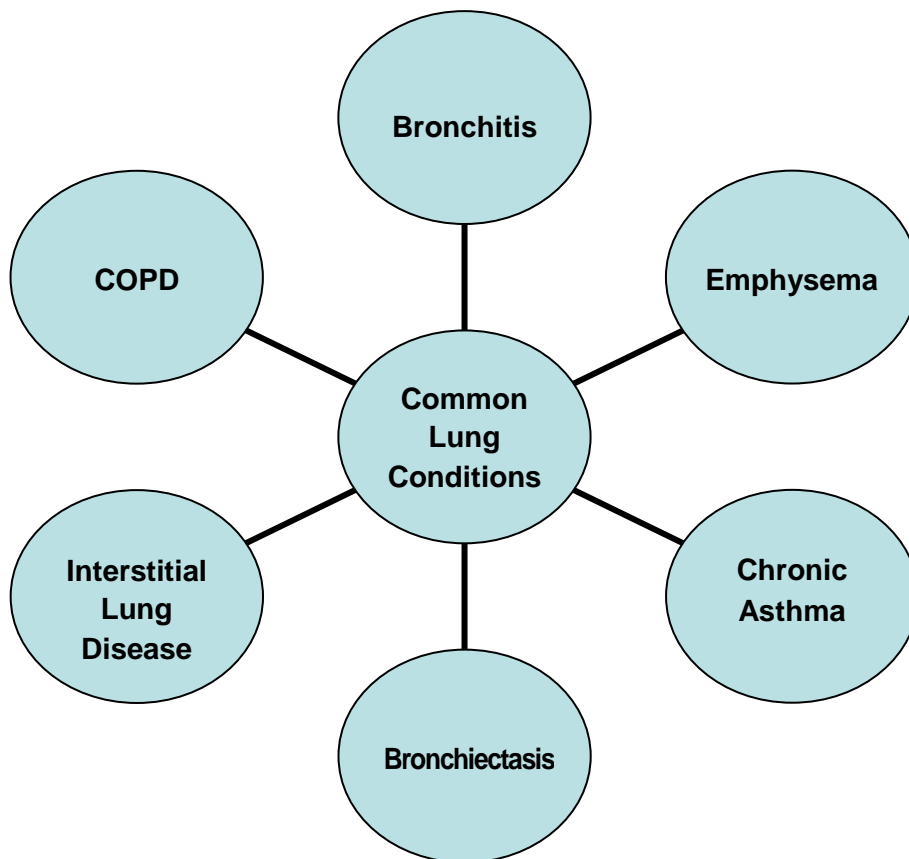 Bronchitis
COPD
Emphysema
Common
Lung
Conditions
Interstitial
Lung
Disease
Chronic
Asthma
Bronchiectasis